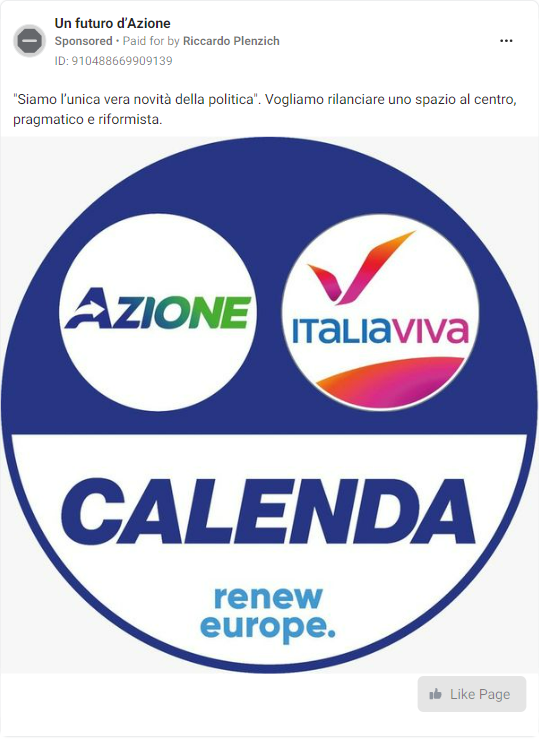 Un futuro d’Azione
Sponsored • Paid for by Riccardo Plenzich
ID: 910488669909139
"Siamo l’unica vera novità della politica". Vogliamo rilanciare uno spazio al centro,
pragmatico e riformista.
AZIONE
ITALIAVIVA
CALENDA
renew
europe.
Like Page